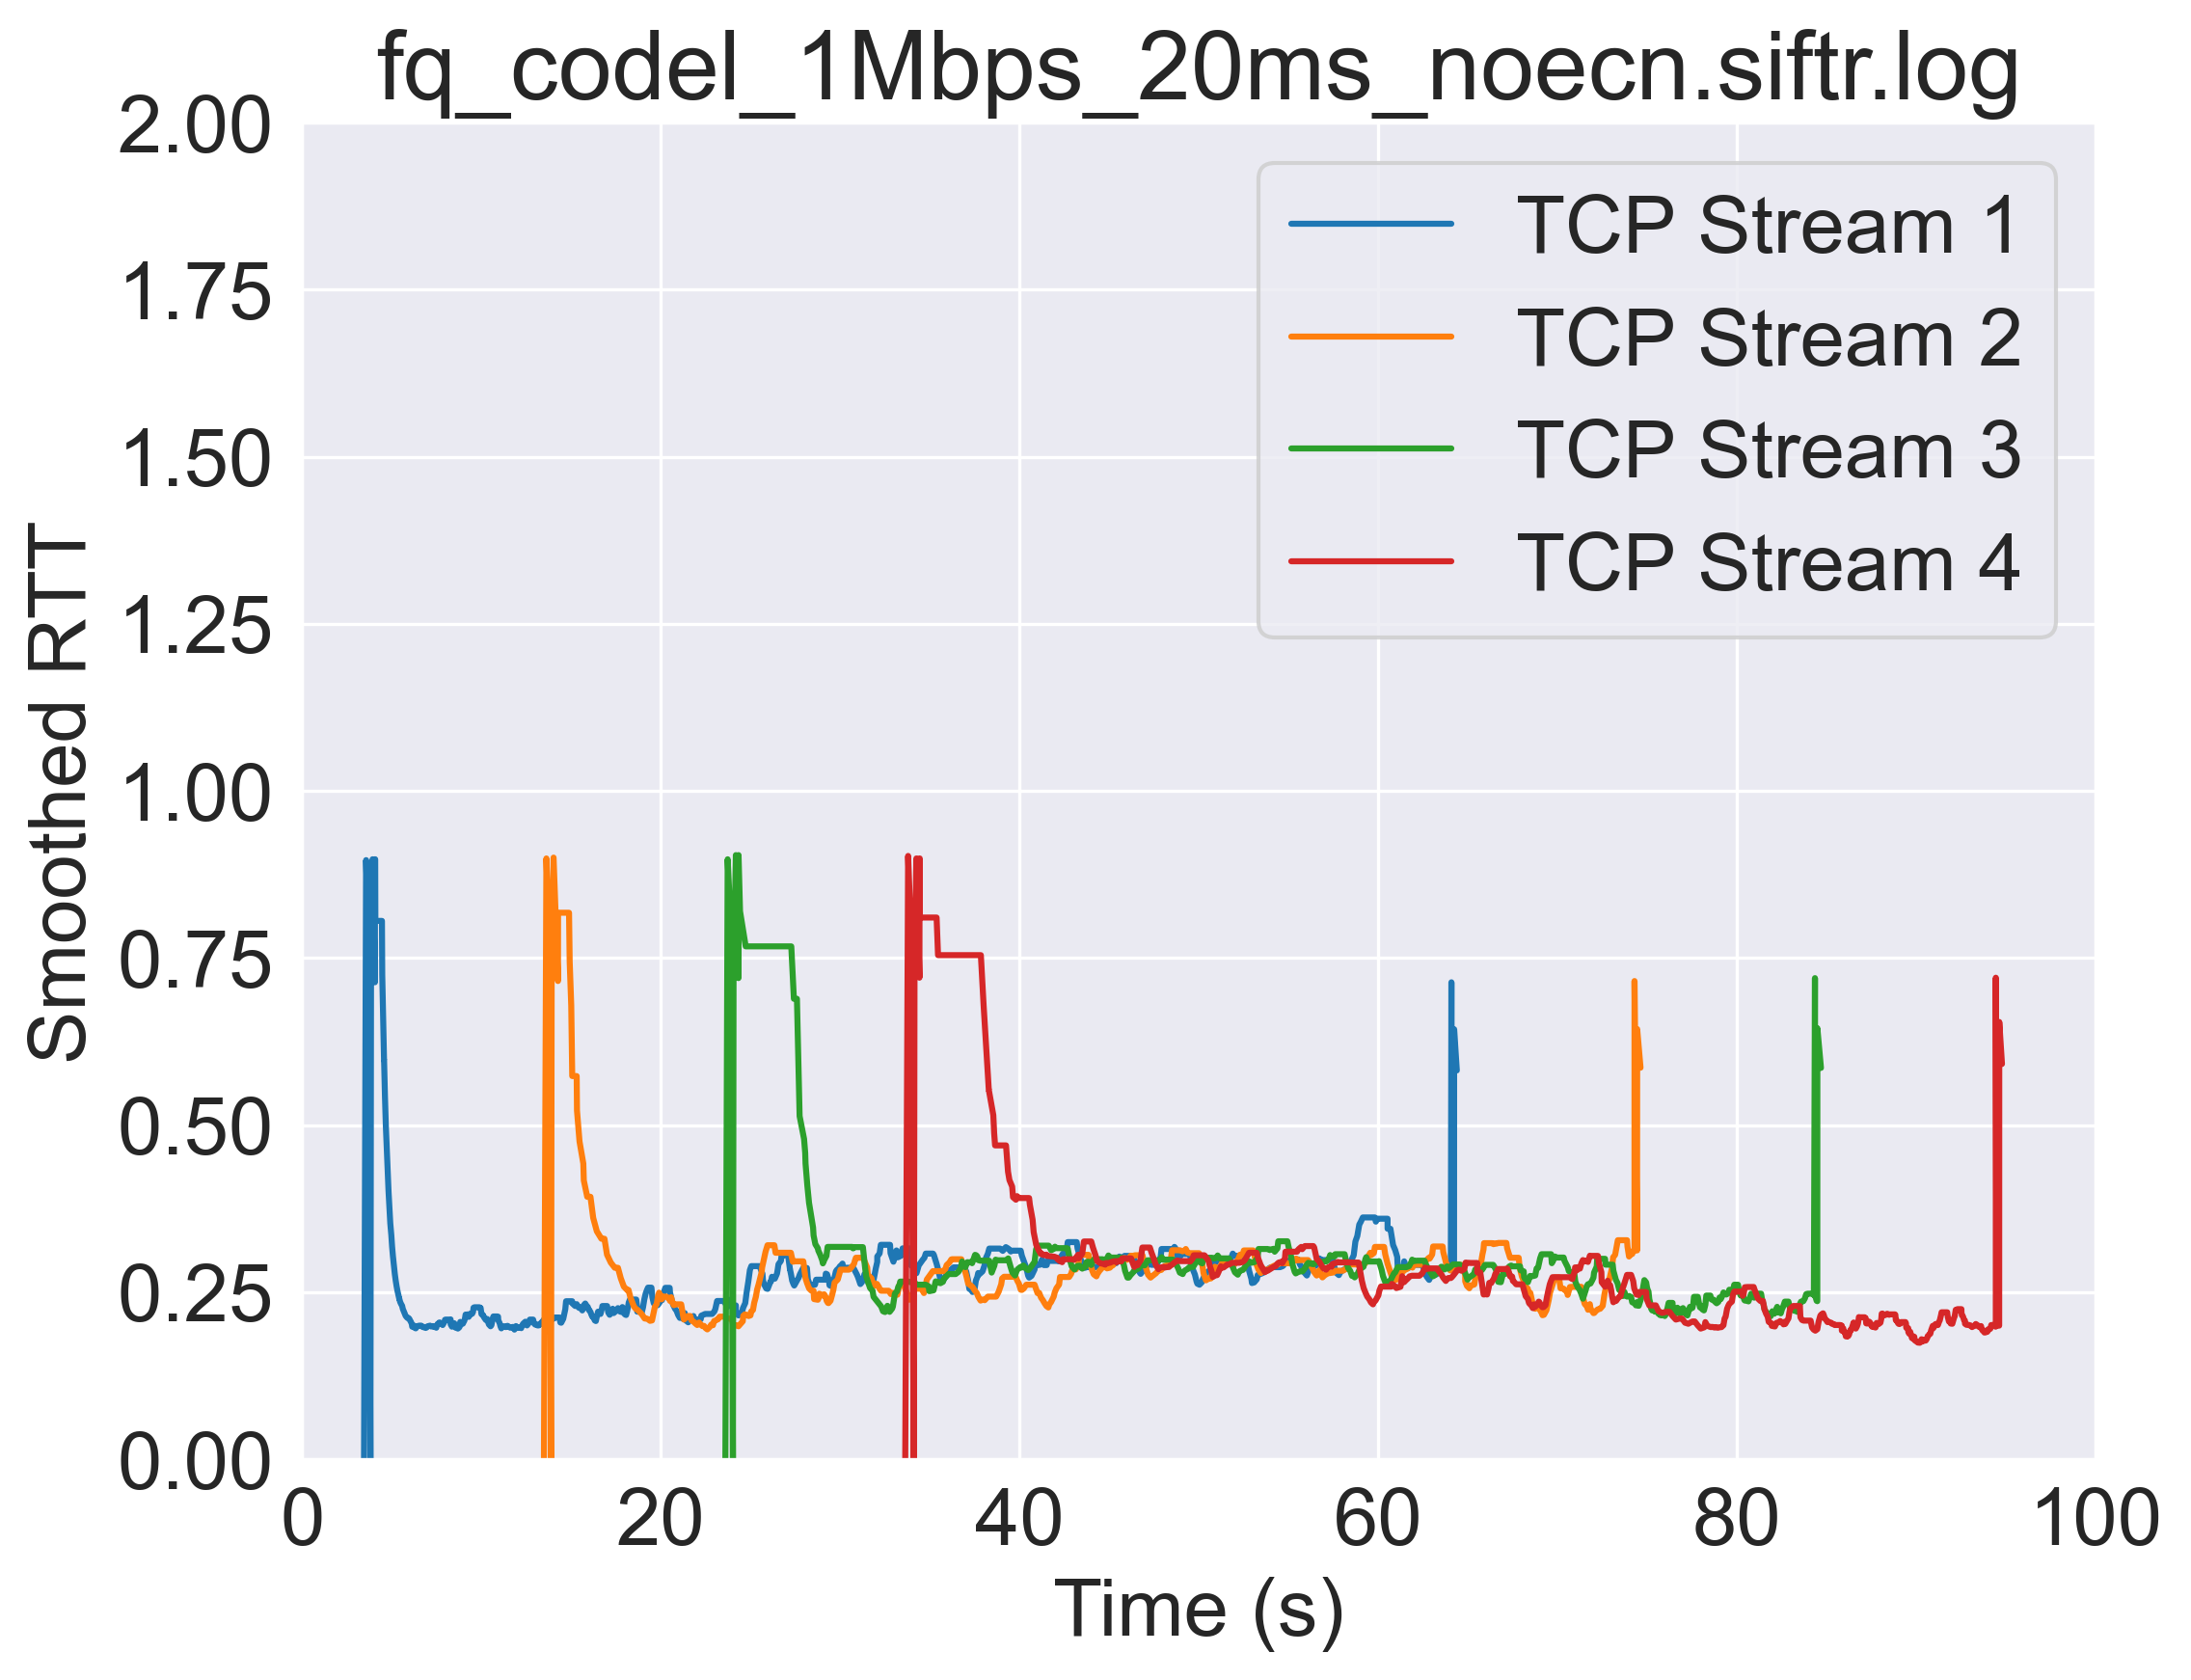 fq_codel_1Mbps_20ms_noecn.siftr.log
2.00
1.75
1.50
1.25
1.00
0.75
0.50
0.25
0.00
Smoothed RTT
TCP Stream 1
TCP Stream 2
TCP Stream 3
TCP Stream 4
0 20 40 60 80 100
Time (s)